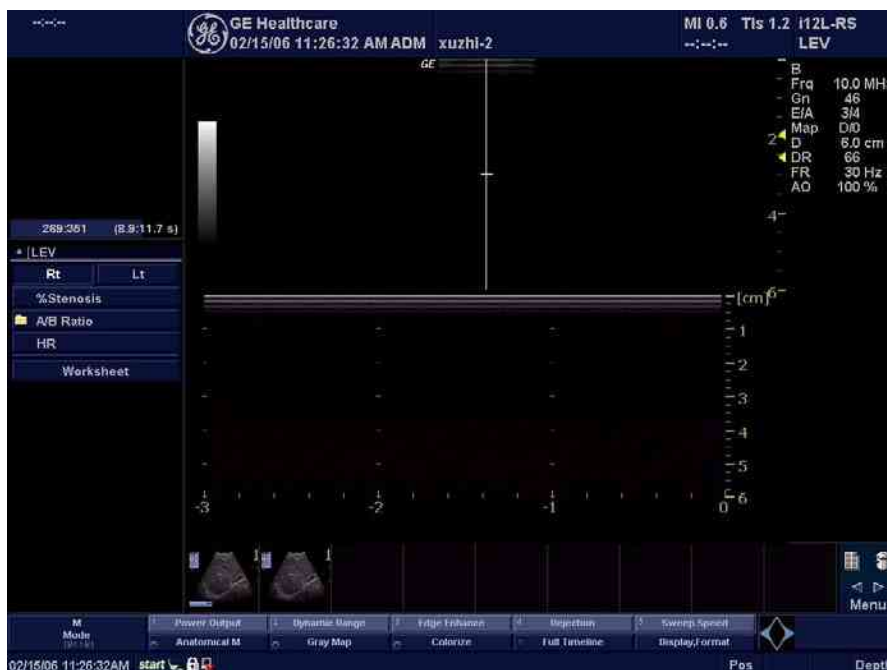 --:--:--
GE Healthcare
02/15/06 11:26:32 AM ADM xuzhi-2
MI 0.6 TIs 1.2 i12L-RS
--:--:-- LEV
GE
B
Frq 10.0 MH
Gn 46
E/A 3/4
Map D/0
D 6.0 cm
DR 66
FR 30 Hz
AO 100 %
2
4
6
269:351 (8.9:11.7 s)
LEV
Rt Lt
%Stenosis
A/B Ratio
HR
Worksheet
[cm]
1
2
3
4
5
6
-3 -2 -1 0
1 1
Menu
M
Mode
1 Power Output 2 Dynamic Range 3 Edge Enhance 4 Rejection 5 Sweep Speed
Anatomical M Gray Map Colorize Full Timeline Display,Format
02/15/06 11:26:32AM start Pos Dept